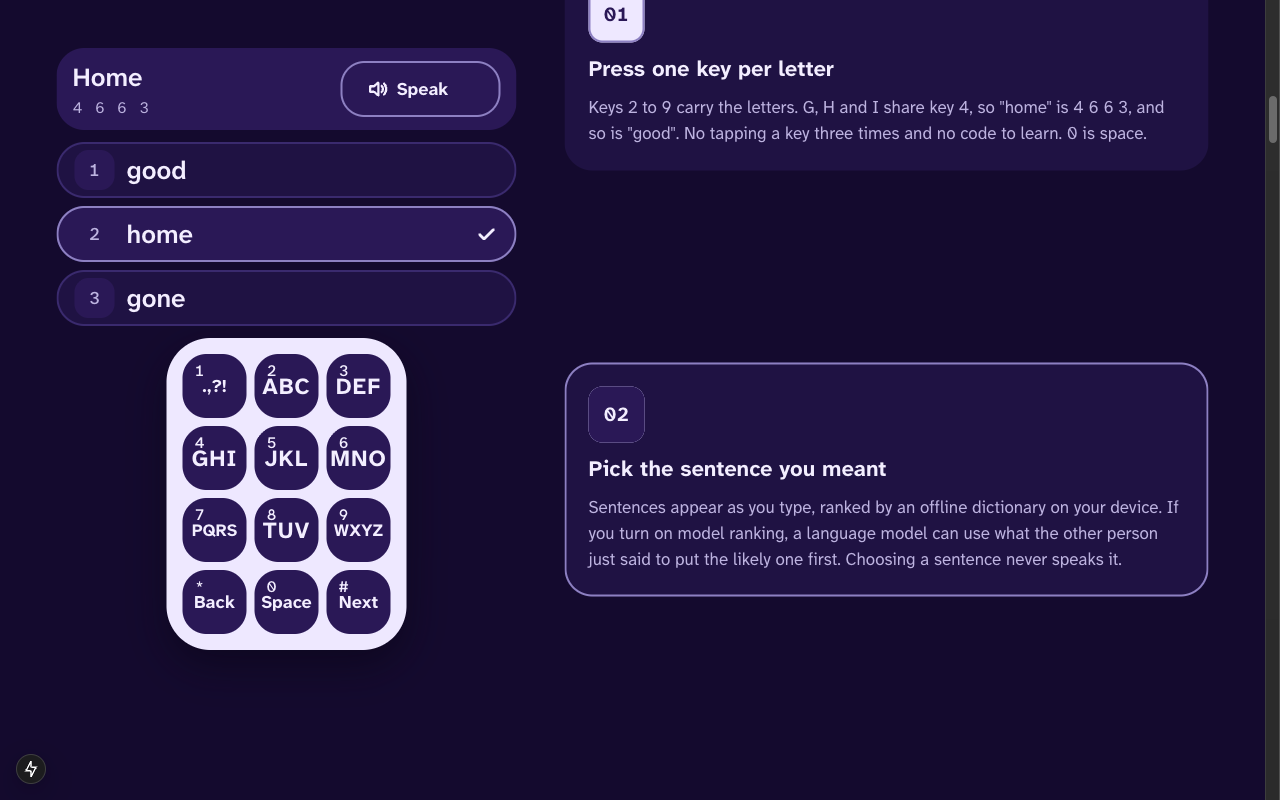 Home
4 6 6 3
Speak
1 good
2 home
3 gone
1 .,?!
2 ABC
3 DEF
4 GHI
5 JKL
6 MNO
7 PQRS
8 TUV
9 WXYZ
* Back
0 Space
# Next
01
Press one key per letter
Keys 2 to 9 carry the letters. G, H and I share key 4, so "home" is 4 6 6 3, and
so is "good". No tapping a key three times and no code to learn. 0 is space.
02
Pick the sentence you meant
Sentences appear as you type, ranked by an offline dictionary on your device. If
you turn on model ranking, a language model can use what the other person
just said to put the likely one first. Choosing a sentence never speaks it.